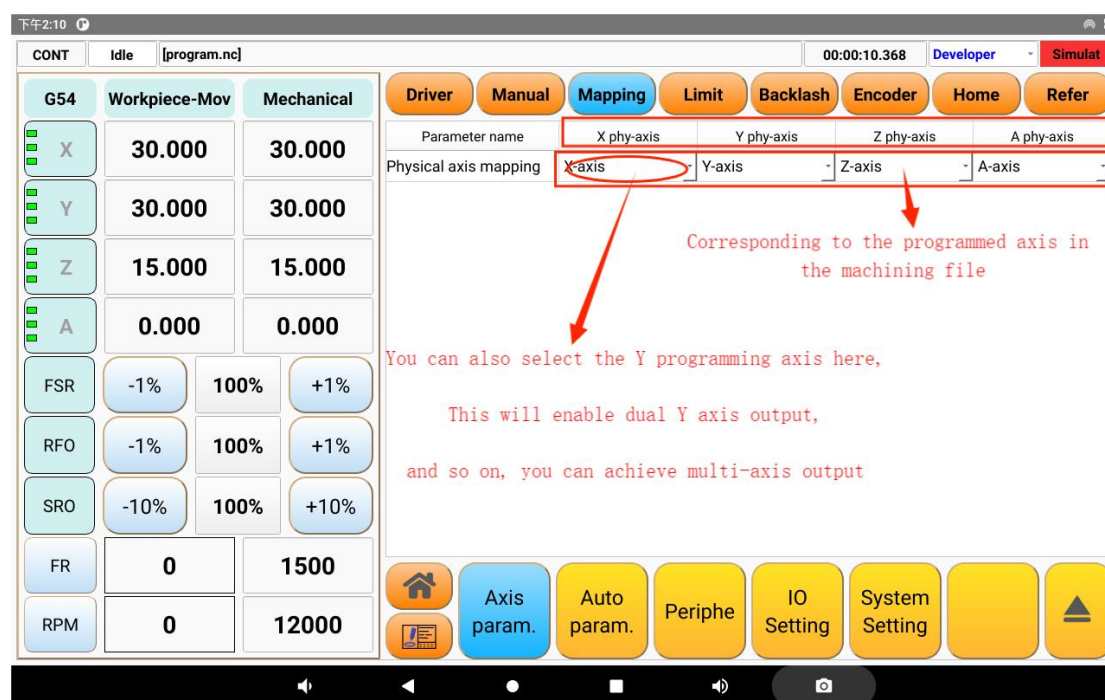 下午2:10
CONT Idle [program.nc] 00:00:10.368 Developer Simulat
G54 Workpiece-Mov Mechanical
X 30.000 30.000
Y 30.000 30.000
Z 15.000 15.000
A 0.000 0.000
FSR -1% 100% +1%
RFO -1% 100% +1%
SRO -10% 100% +10%
FR 0 1500
RPM 0 12000
Driver Manual Mapping Limit Backlash Encoder Home Refer
Parameter name X phy-axis Y phy-axis Z phy-axis A phy-axis
Physical axis mapping X-axis Y-axis Z-axis A-axis
Corresponding to the programmed axis in
the machining file
You can also select the Y programming axis here,
This will enable dual Y axis output,
and so on, you can achieve multi-axis output
Axis param. Auto param. Periphe IO Setting System Setting